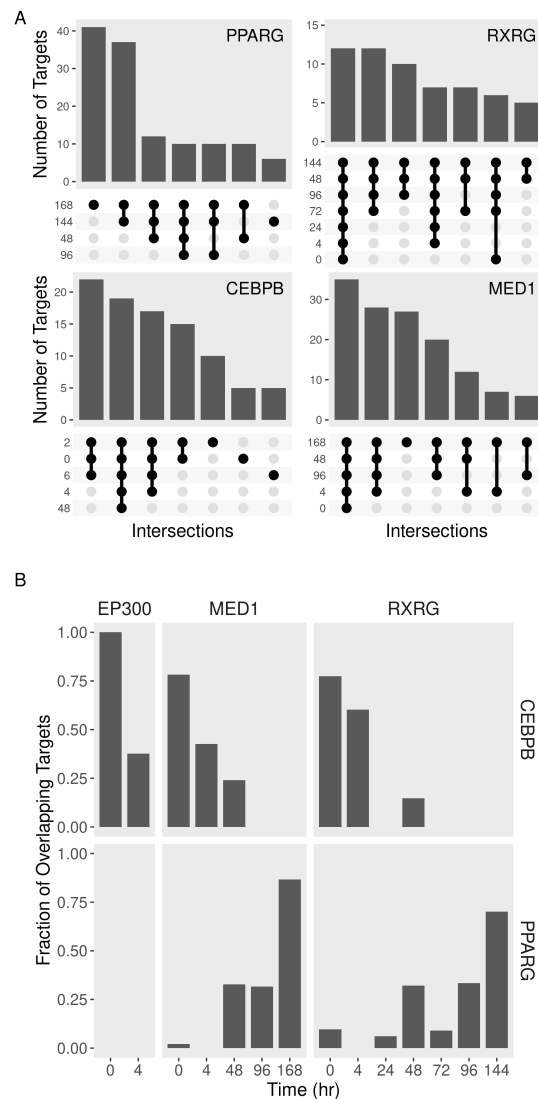 A
PPARG
RXRG
Number of Targets
40
30
20
10
0
15
10
5
0
168
144
48
96
144
48
96
72
24
4
0
CEBPB
MED1
Number of Targets
20
15
10
5
0
30
20
10
0
2
0
6
4
48
168
48
96
4
0
Intersections
Intersections
B
EP300
MED1
RXRG
Fraction of Overlapping Targets
1.00
0.75
0.50
0.25
0.00
CEBPB
1.00
0.75
0.50
0.25
0.00
PPARG
0 4
0 4 48 96 168
0 4 24 48 72 96 144
Time (hr)